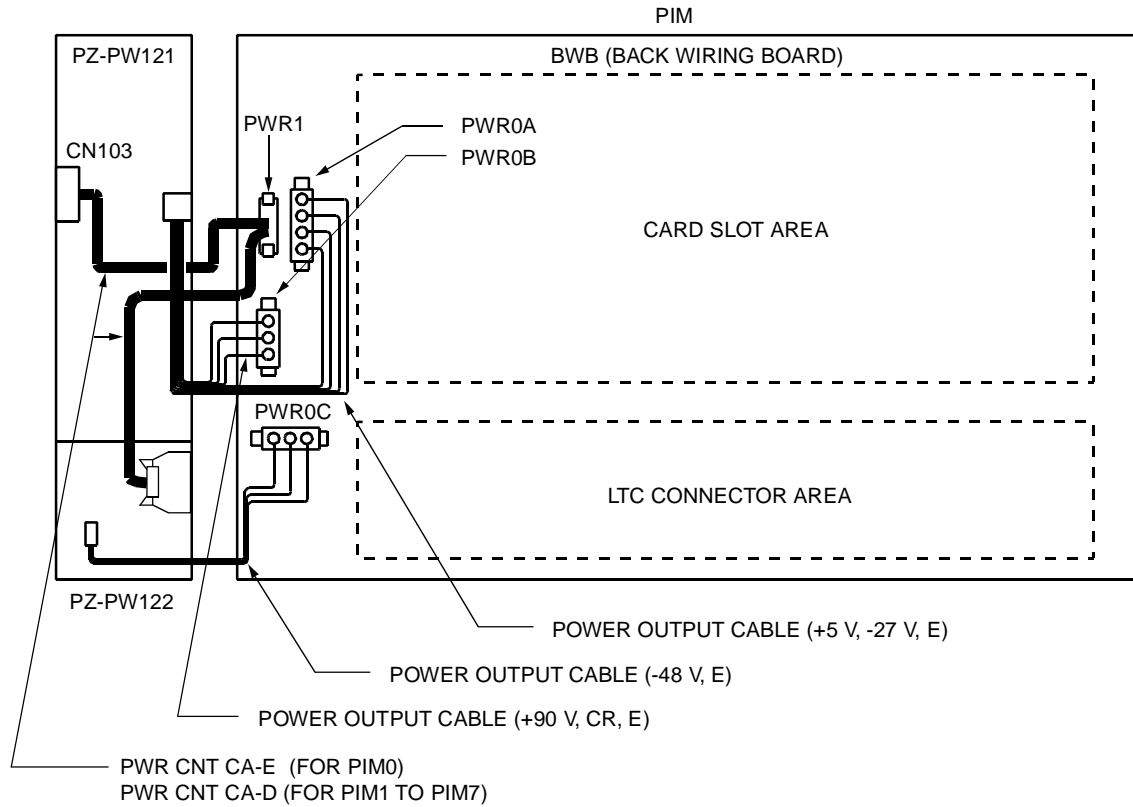 PIM
PZ-PW121
BWB (BACK WIRING BOARD)
PWR1
PWR0A
CN103
PWR0B
CARD SLOT AREA
PWR0C
LTC CONNECTOR AREA
PZ-PW122
POWER OUTPUT CABLE (+5 V, -27 V, E)
POWER OUTPUT CABLE (-48 V, E)
POWER OUTPUT CABLE (+90 V, CR, E)
PWR CNT CA-E (FOR PIM0)
PWR CNT CA-D (FOR PIM1 TO PIM7)